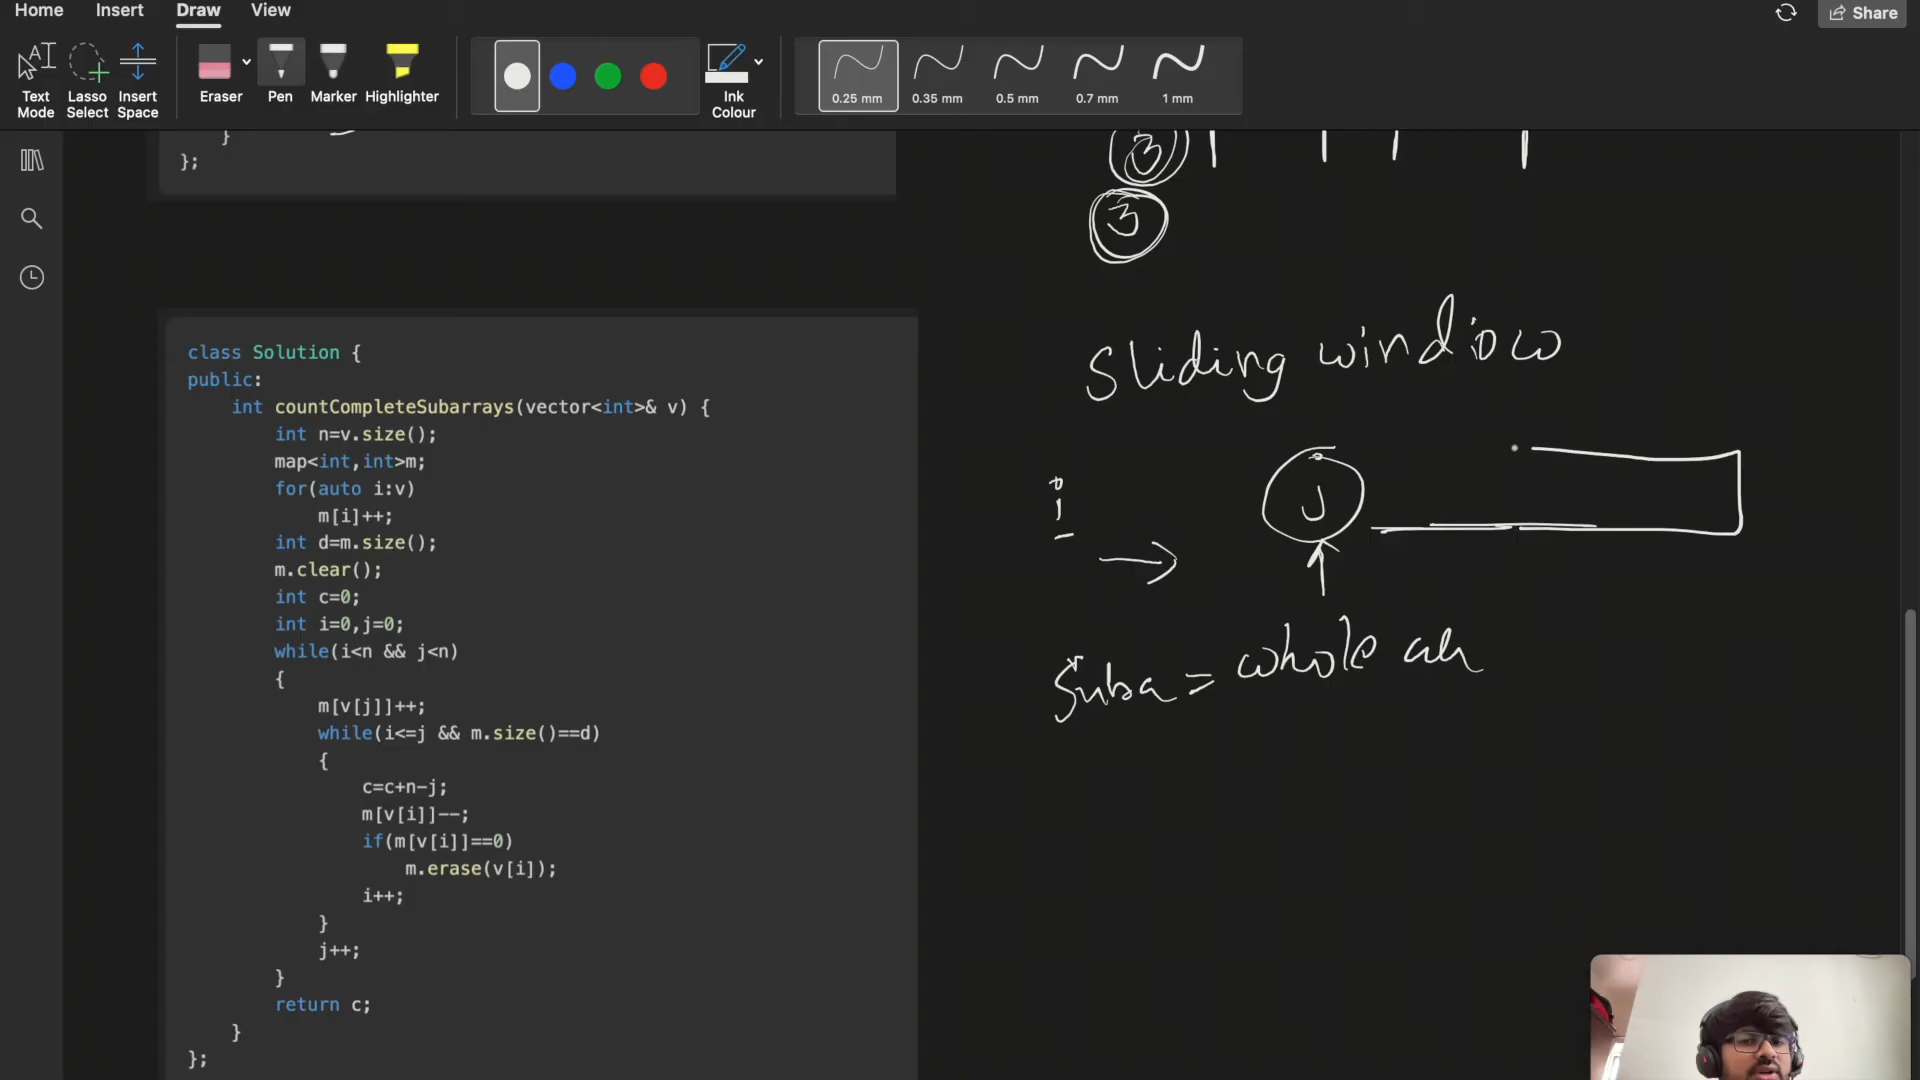 Home Insert Draw View
Share
Text Mode
Lasso Select
Insert Space
Eraser
Pen
Marker
Highlighter
Ink Colour
0.25 mm
0.35 mm
0.5 mm
0.7 mm
1 mm
}
};
3
3
class Solution {
public:
int countCompleteSubarrays(vector<int>& v) {
int n=v.size();
map<int,int>m;
for(auto i:v)
m[i]++;
int d=m.size();
m.clear();
int c=0;
int i=0,j=0;
while(i<n && j<n)
{
m[v[j]]++;
while(i<=j && m.size()==d)
{
c=c+n-j;
m[v[i]]--;
if(m[v[i]]==0)
m.erase(v[i]);
i++;
}
j++;
}
return c;
}
};
Sliding window
i
j
Suba = whole